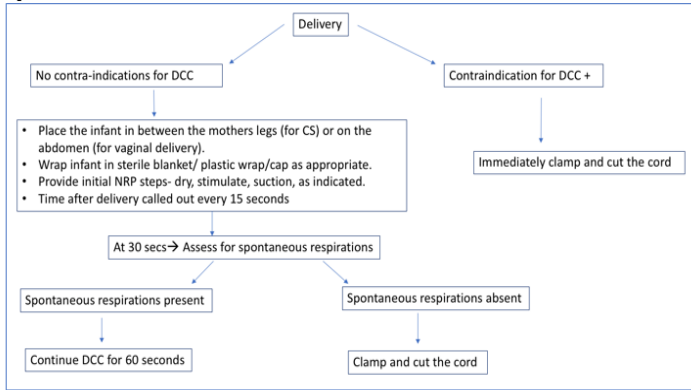 Delivery
No contra-indications for DCC
Contraindication for DCC +
• Place the infant in between the mothers legs (for CS) or on the
abdomen (for vaginal delivery).
• Wrap infant in sterile blanket/ plastic wrap/cap as appropriate.
• Provide initial NRP steps- dry, stimulate, suction, as indicated.
• Time after delivery called out every 15 seconds
Immediately clamp and cut the cord
At 30 secs→ Assess for spontaneous respirations
Spontaneous respirations present
Spontaneous respirations absent
Continue DCC for 60 seconds
Clamp and cut the cord